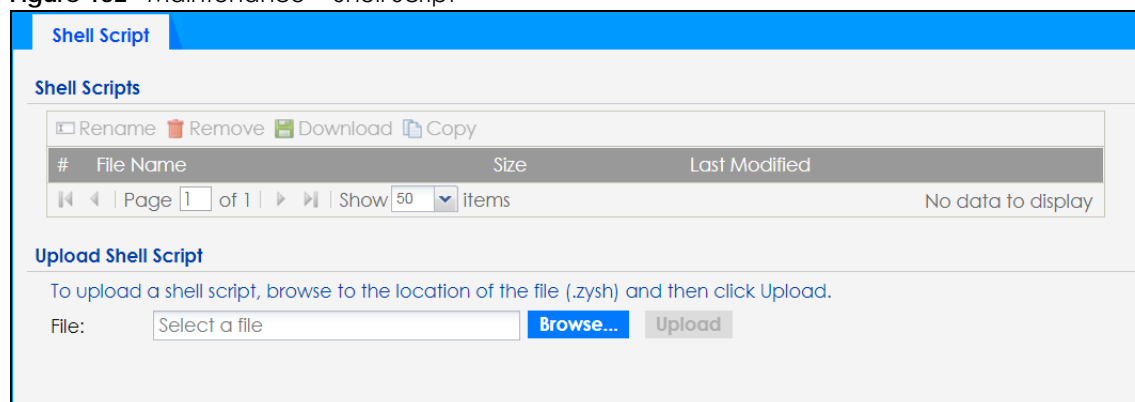 Shell Script
Shell Scripts
Rename Remove Download Copy
# File Name Size Last Modified
Page 1 of 1 Show 50 items No data to display
Upload Shell Script
To upload a shell script, browse to the location of the file (.zysh) and then click Upload.
File: Select a file Browse... Upload